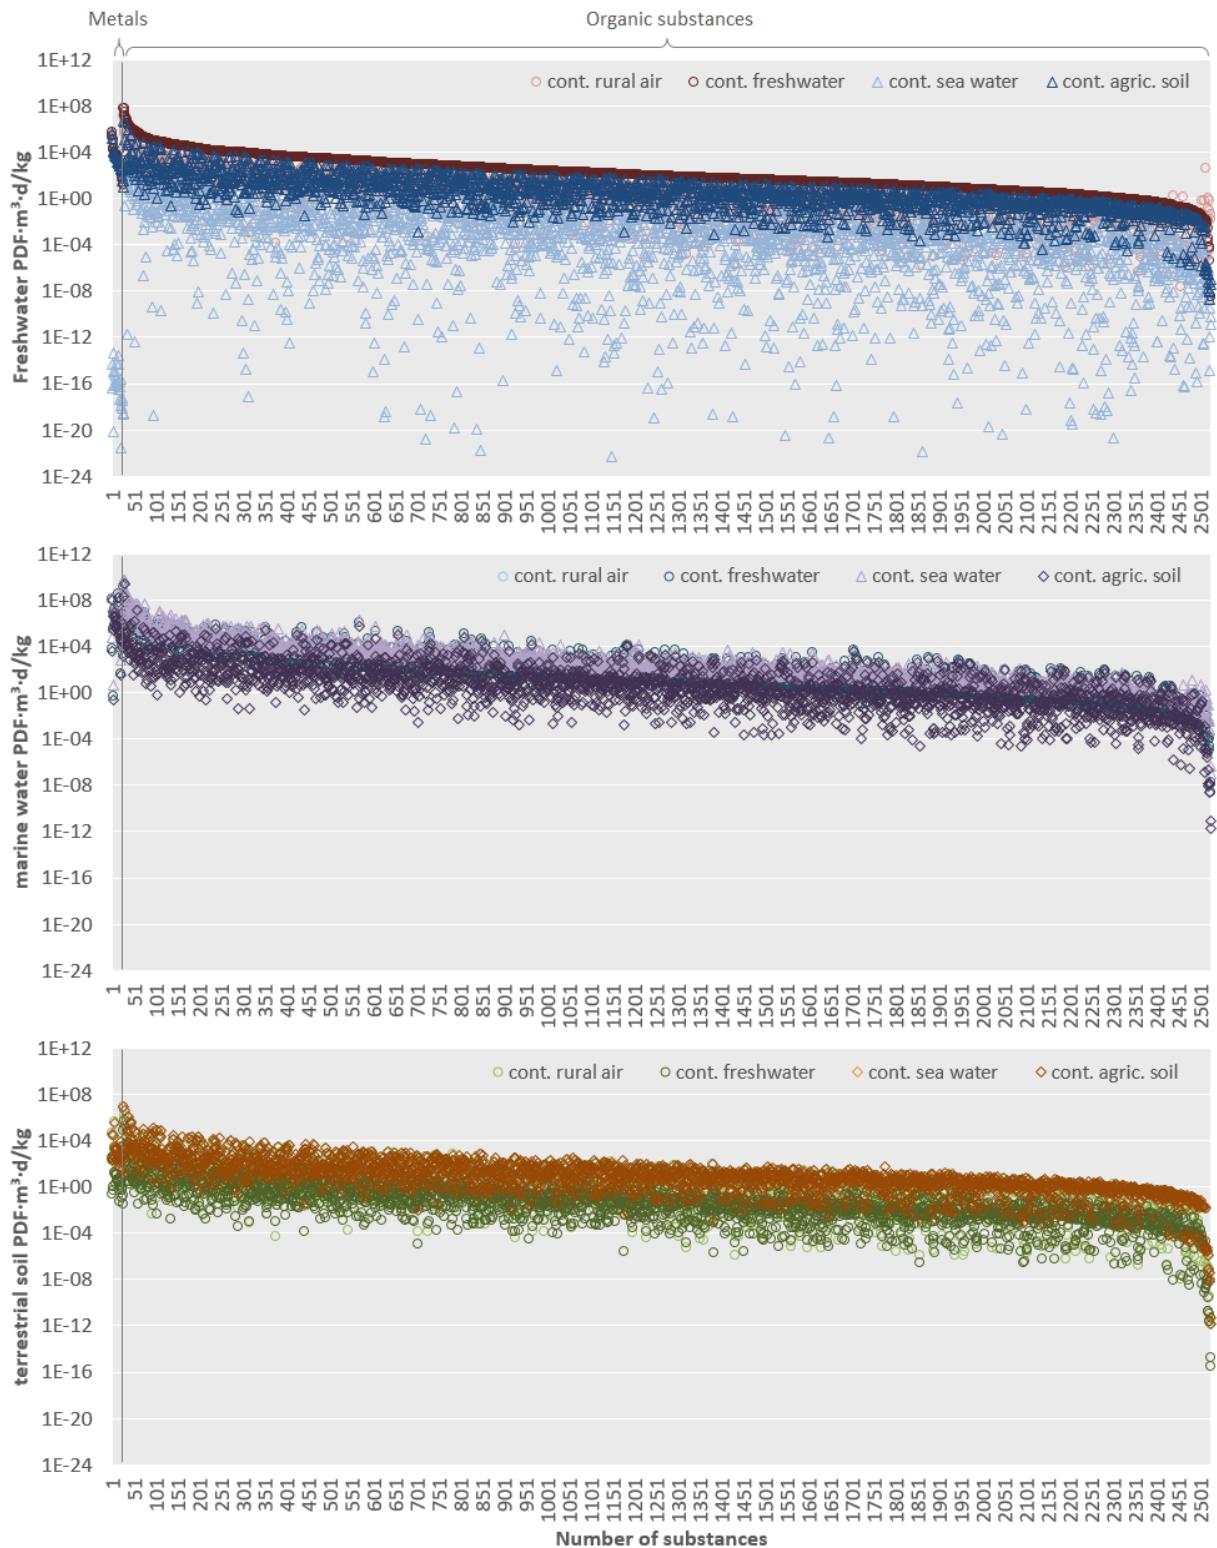 Metals Organic substances
1E+12
cont. rural air cont. freshwater cont. sea water cont. agric. soil
1E+08
1E+04
1E+00
1E-04
1E-08
1E-12
1E-16
1E-20
1E-24
Freshwater PDF·m³·d/kg
1 51 101 151 201 251 301 351 401 451 501 551 601 651 701 751 801 851 901 951 1001 1051 1101 1151 1201 1251 1301 1351 1401 1451 1501 1551 1601 1651 1701 1751 1801 1851 1901 1951 2001 2051 2101 2151 2201 2251 2301 2351 2401 2451 2501
1E+12
cont. rural air cont. freshwater cont. sea water cont. agric. soil
1E+08
1E+04
1E+00
1E-04
1E-08
1E-12
1E-16
1E-20
1E-24
marine water PDF·m³·d/kg
1 51 101 151 201 251 301 351 401 451 501 551 601 651 701 751 801 851 901 951 1001 1051 1101 1151 1201 1251 1301 1351 1401 1451 1501 1551 1601 1651 1701 1751 1801 1851 1901 1951 2001 2051 2101 2151 2201 2251 2301 2351 2401 2451 2501
1E+12
cont. rural air cont. freshwater cont. sea water cont. agric. soil
1E+08
1E+04
1E+00
1E-04
1E-08
1E-12
1E-16
1E-20
1E-24
terrestrial soil PDF·m³·d/kg
1 51 101 151 201 251 301 351 401 451 501 551 601 651 701 751 801 851 901 951 1001 1051 1101 1151 1201 1251 1301 1351 1401 1451 1501 1551 1601 1651 1701 1751 1801 1851 1901 1951 2001 2051 2101 2151 2201 2251 2301 2351 2401 2451 2501
Number of substances